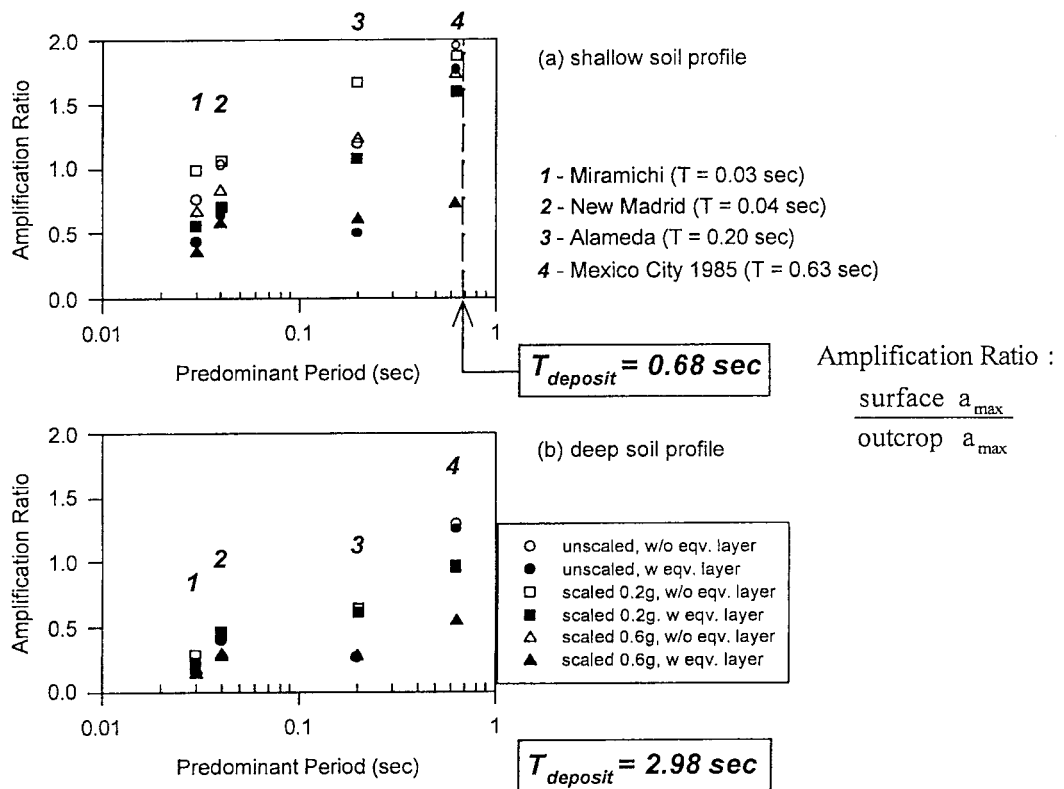 3 4
2.0
(a) shallow soil profile
1.5
1 2
1.0
0.5
0.0
0.01 0.1 1
Amplification Ratio
Predominant Period (sec)
1 - Miramichi (T = 0.03 sec)
2 - New Madrid (T = 0.04 sec)
3 - Alameda (T = 0.20 sec)
4 - Mexico City 1985 (T = 0.63 sec)
T deposit = 0.68 sec
Amplification Ratio :
surface a max
outcrop a max
2.0
(b) deep soil profile
4
1.5
1 2 3
1.0
0.5
0.0
0.01 0.1 1
Amplification Ratio
Predominant Period (sec)
unscaled, w/o eqv. layer
unscaled, w eqv. layer
scaled 0.2g, w/o eqv. layer
scaled 0.2g. w eqv. layer
scaled 0.6g, w/o eqv. layer
scaled 0.6g, w eqv. layer
T deposit = 2.98 sec